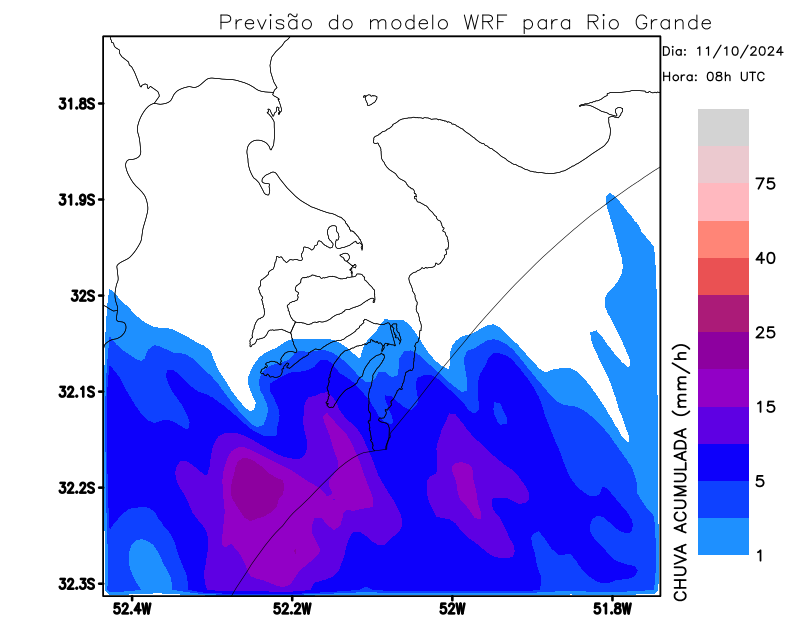 Previsão do modelo WRF para Rio Grande
Dia: 11/10/2024
Hora: 08h UTC
31.8S
31.9S
32S
32.1S
32.2S
32.3S
52.4W
52.2W
52W
51.8W
75
40
25
15
5
1
CHUVA ACUMULADA (mm/h)